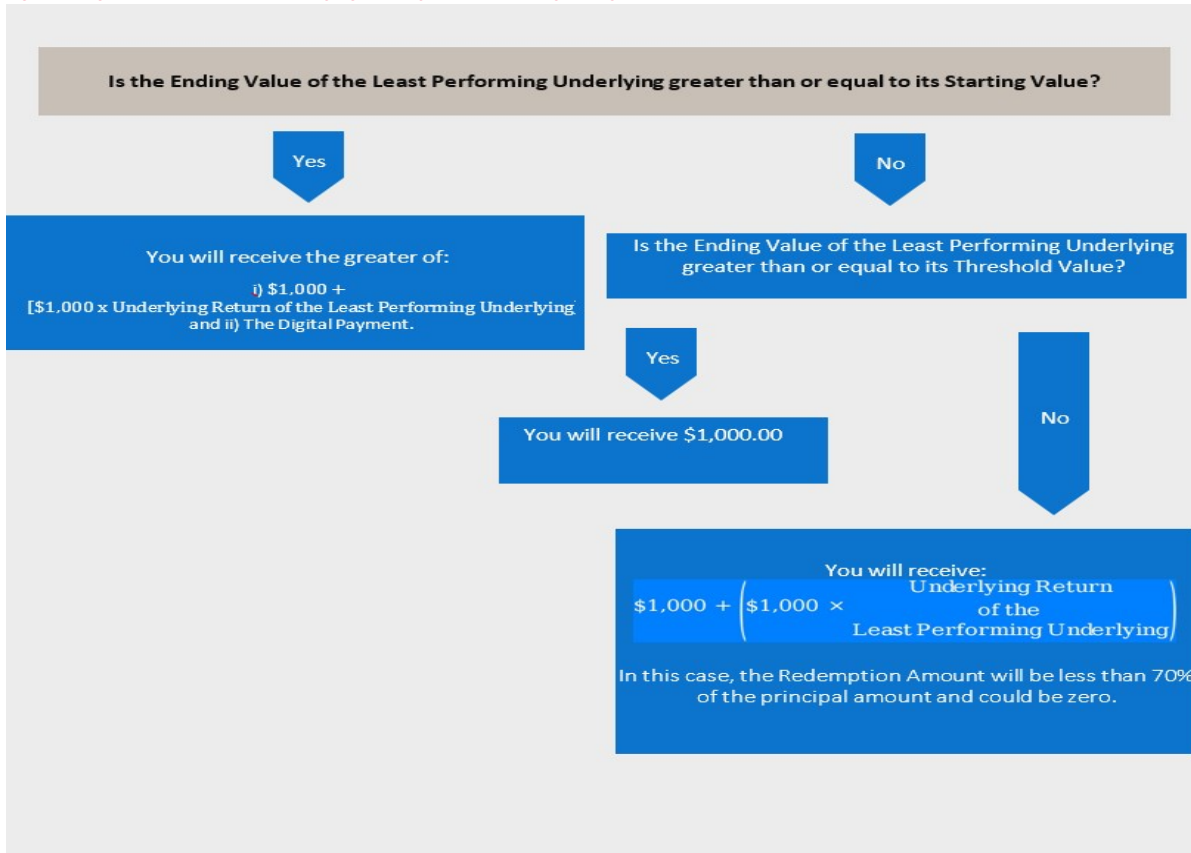 Is the Ending Value of the Least Performing Underlying greater than or equal to its Starting Value?
Yes
No
You will receive the greater of:
i) $1,000 +
[$1,000 x Underlying Return of the Least Performing Underlying]
and ii) The Digital Payment.
Is the Ending Value of the Least Performing Underlying
greater than or equal to its Threshold Value?
Yes
No
You will receive $1,000.00
You will receive:
$1,000 + ($1,000 × Underlying Return
of the
Least Performing Underlying)
In this case, the Redemption Amount will be less than 70%
of the principal amount and could be zero.